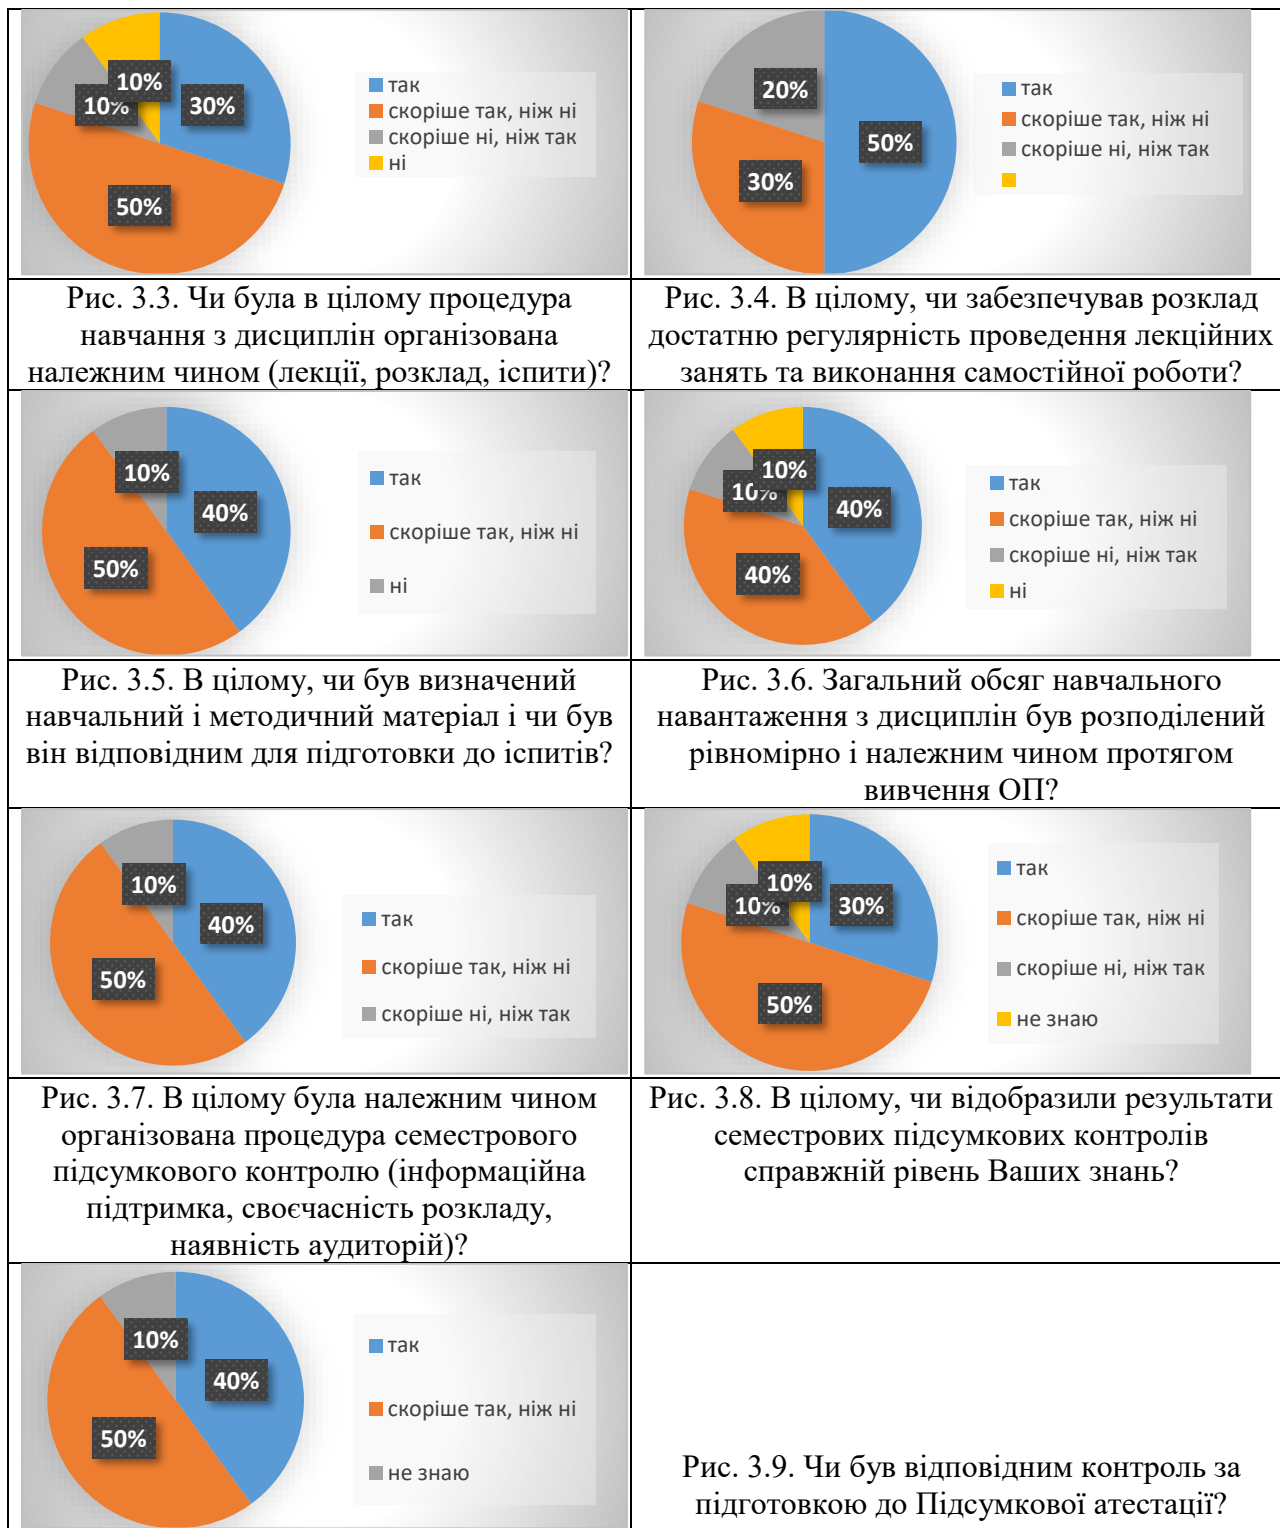 10%
10%
30%
50%
так
скоріше так, ніж ні
скоріше ні, ніж так
ні
20%
50%
30%
так
скоріше так, ніж ні
скоріше ні, ніж так
Рис. 3.3. Чи була в цілому процедура
навчання з дисциплін організована
належним чином (лекції, розклад, іспити)?
Рис. 3.4. В цілому, чи забезпечував розклад
достатню регулярність проведення лекційних
занять та виконання самостійної роботи?
10%
40%
50%
так
скоріше так, ніж ні
ні
10%
10%
40%
40%
так
скоріше так, ніж ні
скоріше ні, ніж так
ні
Рис. 3.5. В цілому, чи був визначений
навчальний і методичний матеріал і чи був
він відповідним для підготовки до іспитів?
Рис. 3.6. Загальний обсяг навчального
навантаження з дисциплін був розподілений
рівномірно і належним чином протягом
вивчення ОП?
10%
40%
50%
так
скоріше так, ніж ні
скоріше ні, ніж так
10%
10%
30%
50%
так
скоріше так, ніж ні
скоріше ні, ніж так
не знаю
Рис. 3.7. В цілому була належним чином
організована процедура семестрового
підсумкового контролю (інформаційна
підтримка, своєчасність розкладу,
наявність аудиторій)?
Рис. 3.8. В цілому, чи відобразили результати
семестрових підсумкових контролів
справжній рівень Ваших знань?
10%
40%
50%
так
скоріше так, ніж ні
не знаю
Рис. 3.9. Чи був відповідним контроль за
підготовкою до Підсумкової атестації?